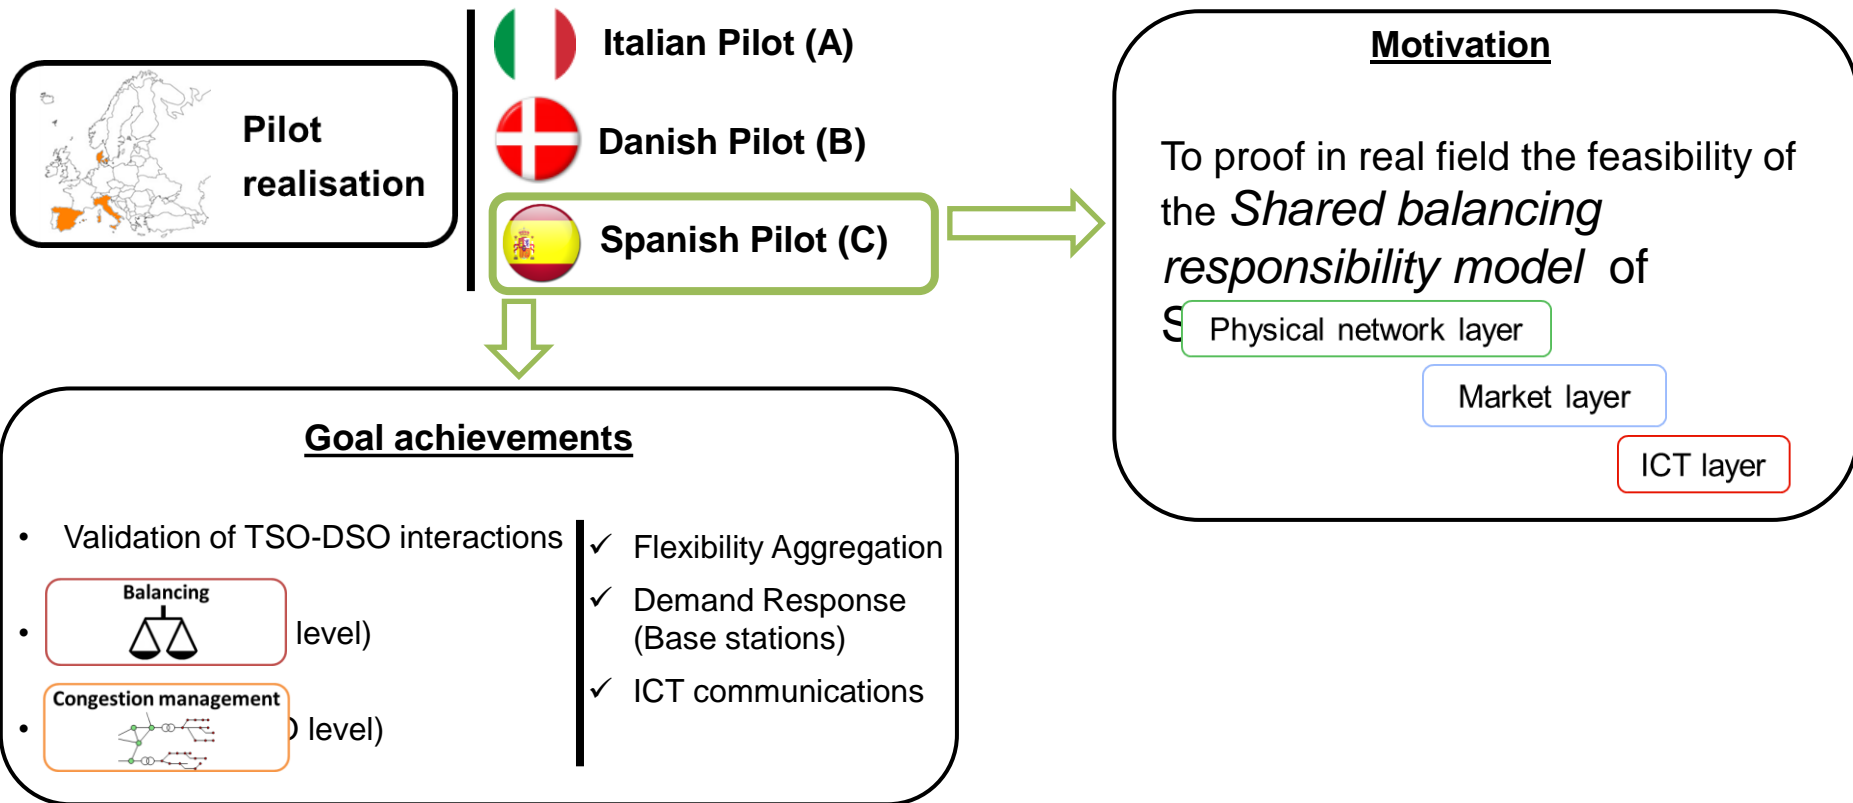 Pilot
realisation
Italian Pilot (A)
Danish Pilot (B)
Spanish Pilot (C)
Motivation
To proof in real field the feasibility of
the Shared balancing
responsibility model of
Physical network layer
Market layer
ICT layer
Goal achievements
• Validation of TSO-DSO interactions
Balancing
• level)
Congestion management
• level)
✓ Flexibility Aggregation
✓ Demand Response
(Base stations)
✓ ICT communications